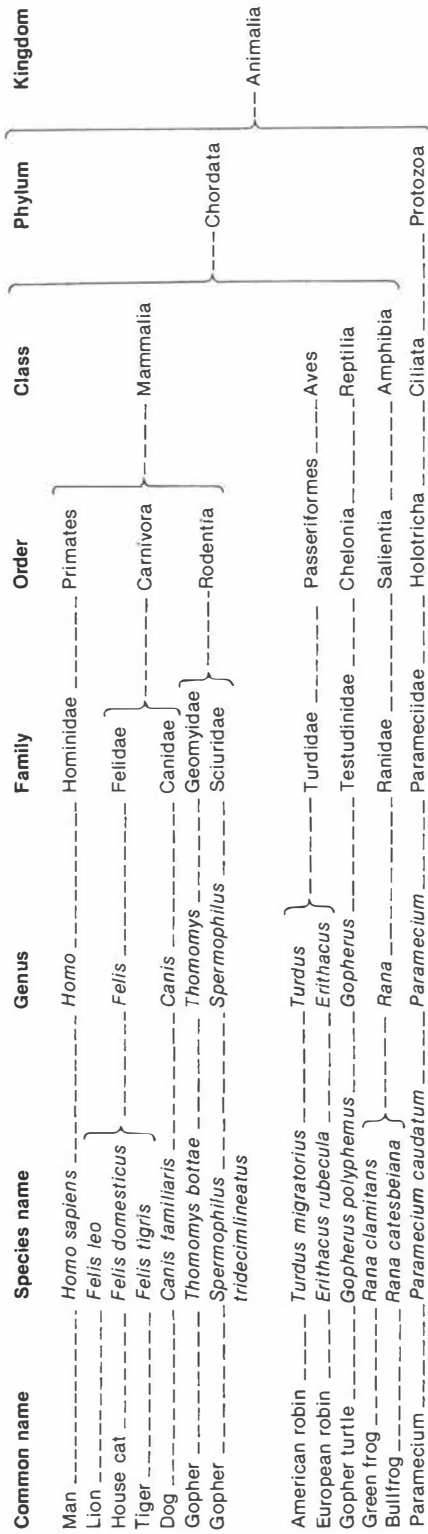 Common name Species name Genus Family Order Class Phylum Kingdom
Man Homo sapiens Homo Hominidae Primates
Lion Felis leo
House cat Felis domesticus Felis Felidae Carnivora Mammalia
Tiger Felis tigris
Dog Canis familiaris Canis Canidae
Gopher Thomomys bottae Thomomys Geomyidae Rodentia
Gopher Spermophilus Spermophilus Sciuridae
tridecimlineatus
Chordata
Animalia
American robin Turdus migratorius Turdus Turdidae Passeriformes Aves
European robin Erithacus rubecula Erithacus
Gopher turtle Gopherus polyphemus Gopherus Testudinidae Chelonia Reptilia
Green frog Rana clamitans
Bullfrog Rana catesbeiana Rana Ranidae Salientia Amphibia
Paramecium Paramecium caudatum Paramecium Parameciidae Holotricha Ciliata Protozoa